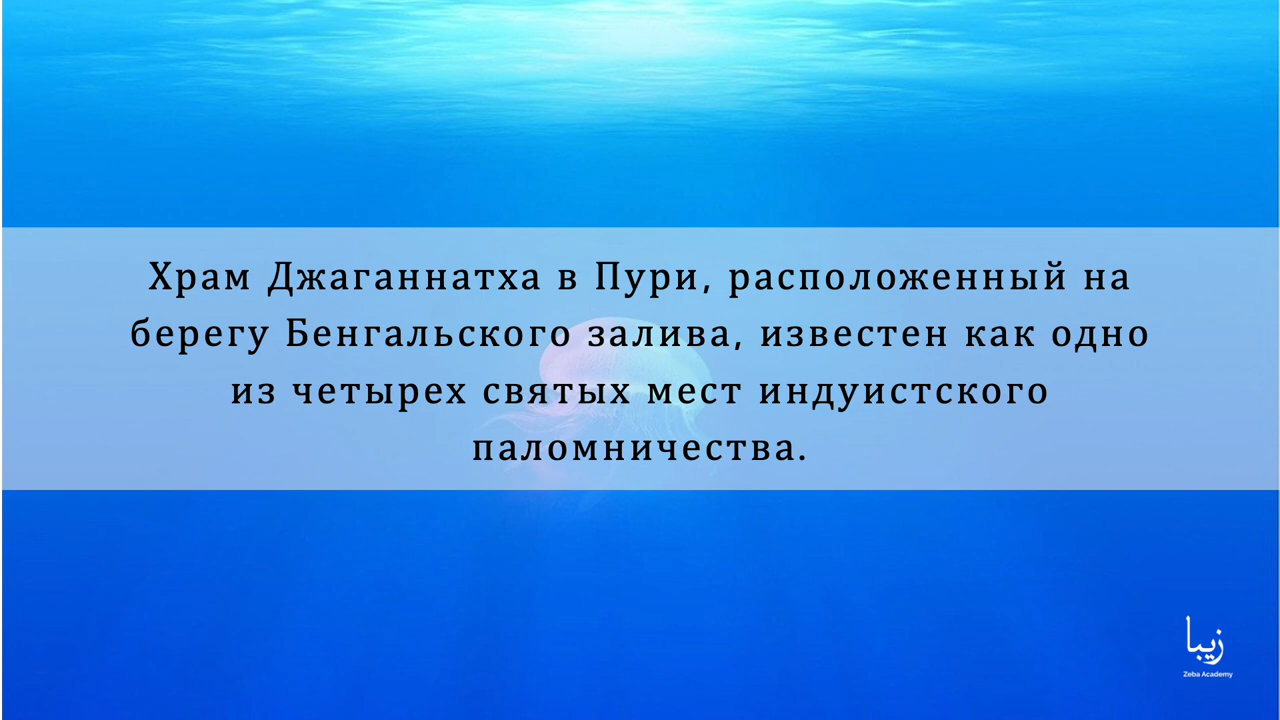 Храм Джаганнатха в Пури, расположенный на
берегу Бенгальского залива, известен как одно
из четырех святых мест индуистского
паломничества.
زيبا
Zeba Academy